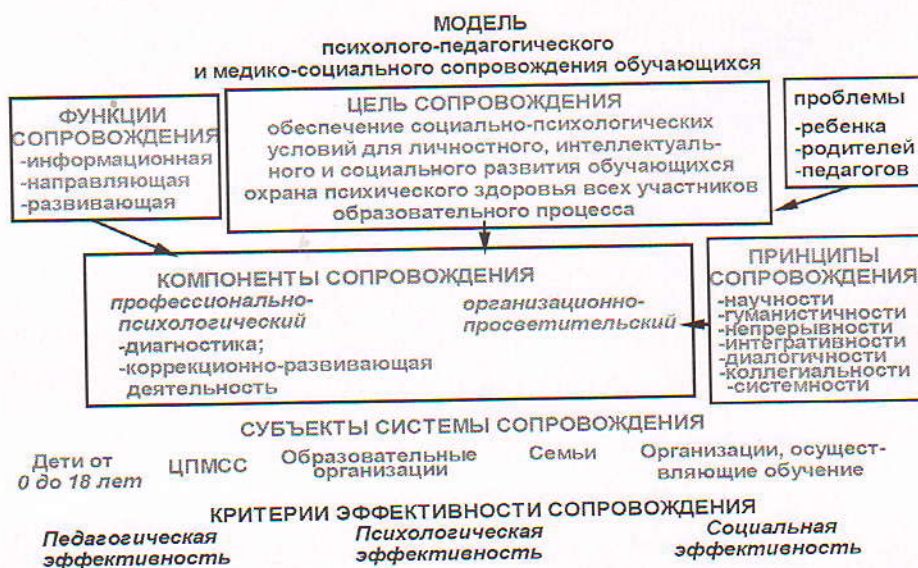 МОДЕЛЬ
психолого-педагогического
и медико-социального сопровождения обучающихся
ФУНКЦИИ
СОПРОВОЖДЕНИЯ
-информационная
-направляющая
-развивающая
ЦЕЛЬ СОПРОВОЖДЕНИЯ
обеспечение социально-психологических
условий для личностного, интеллектуаль-
ного и социального развития обучающихся
охрана психического здоровья всех участников
образовательного процесса
проблемы
-ребенка
-родителей
-педагогов
КОМПОНЕНТЫ СОПРОВОЖДЕНИЯ
профессионально-
психологический
-диагностика;
-коррекционно-развивающая
деятельность
организационно-
просветительский
ПРИНЦИПЫ
СОПРОВОЖДЕНИЯ
-научности
-гуманистичности
-непрерывности
-интегративности
-диалогичности
-коллегиальности
-системности
СУБЪЕКТЫ СИСТЕМЫ СОПРОВОЖДЕНИЯ
Дети от
0 до 18 лет
ЦПМСС
Образовательные
организации
Семьи
Организации, осущест-
вляющие обучение
КРИТЕРИИ ЭФФЕКТИВНОСТИ СОПРОВОЖДЕНИЯ
Педагогическая
эффективность
Психологическая
эффективность
Социальная
эффективность